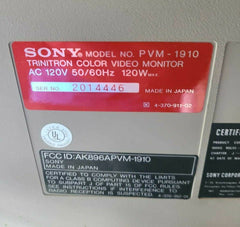 SONY MODEL NO. PVM-1910
TRINITRON COLOR VIDEO MONITOR
AC 120V 50/60Hz 120W MAX
SER NO. 2014446 MADE IN JAPAN
4-370-911-02
UL
FCC ID: AK896APVM-1910
SONY
MADE IN JAPAN
CERTIFIED TO COMPLY WITH THE LIMITS
FOR A CLASS B COMPUTING DEVICE PURSUANT
TO SUBPART J OF PART 15 OF FCC RULES.
SEE INSTRUCTIONS IF INTERFERENCE TO
RADIO RECEPTION IS SUSPECTED
CERTIF
SONY CORPOR